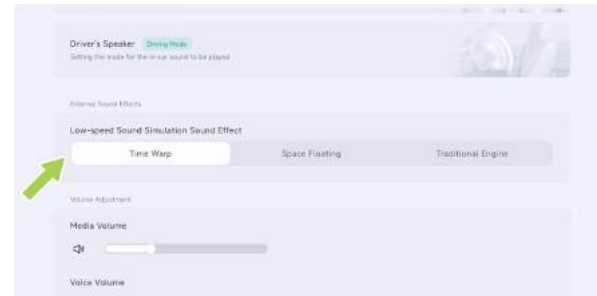 Driver's Speaker Driving Mode
Setting the mode for the in-car sound to be played
External Sound Effects
Low-speed Sound Simulation Sound Effect
Time Warp Space Floating Traditional Engine
Volume Adjustment
Media Volume
Voice Volume